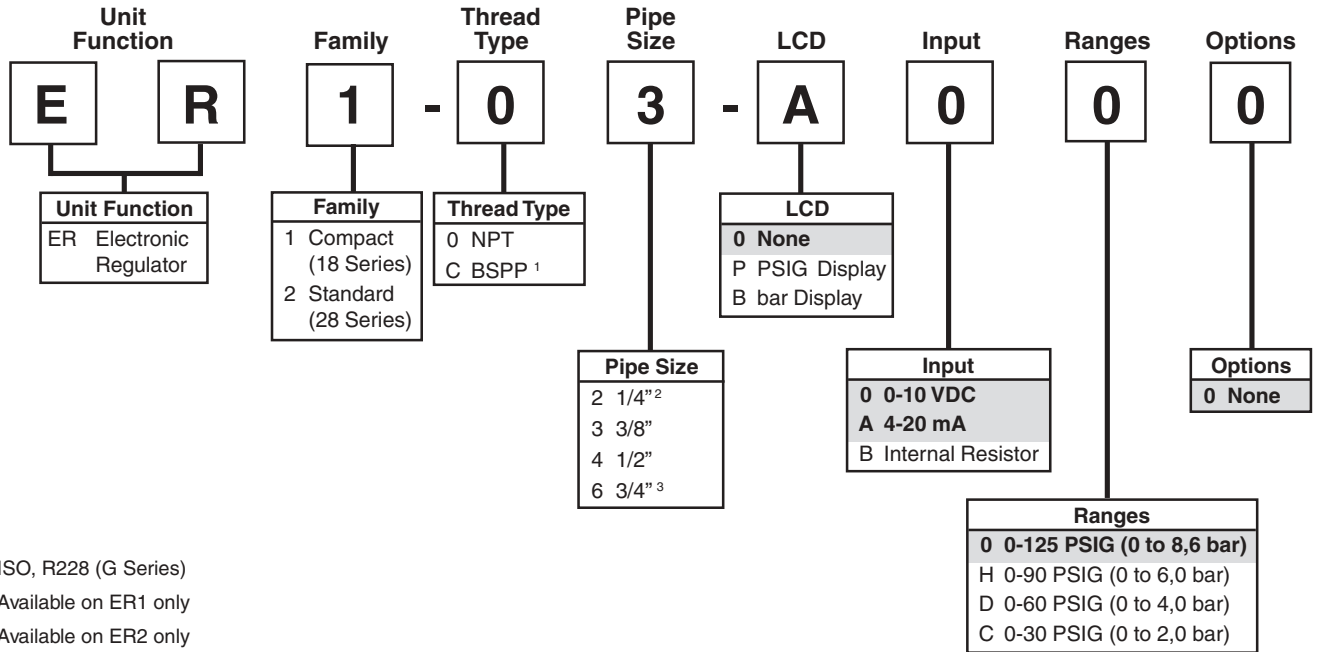 Unit Function
Family
Thread Type
Pipe Size
LCD
Input
Ranges
Options
E R 1 - 0 3 - A 0 0 0
Unit Function
ER Electronic
Regulator
Family
1 Compact
(18 Series)
2 Standard
(28 Series)
Thread Type
0 NPT
C BSPP 1
Pipe Size
2 1/4” 2
3 3/8”
4 1/2”
6 3/4” 3
LCD
0 None
P PSIG Display
B bar Display
Input
0 0-10 VDC
A 4-20 mA
B Internal Resistor
Ranges
0 0-125 PSIG (0 to 8,6 bar)
H 0-90 PSIG (0 to 6,0 bar)
D 0-60 PSIG (0 to 4,0 bar)
C 0-30 PSIG (0 to 2,0 bar)
Options
0 None
ISO, R228 (G Series)
Available on ER1 only
Available on ER2 only